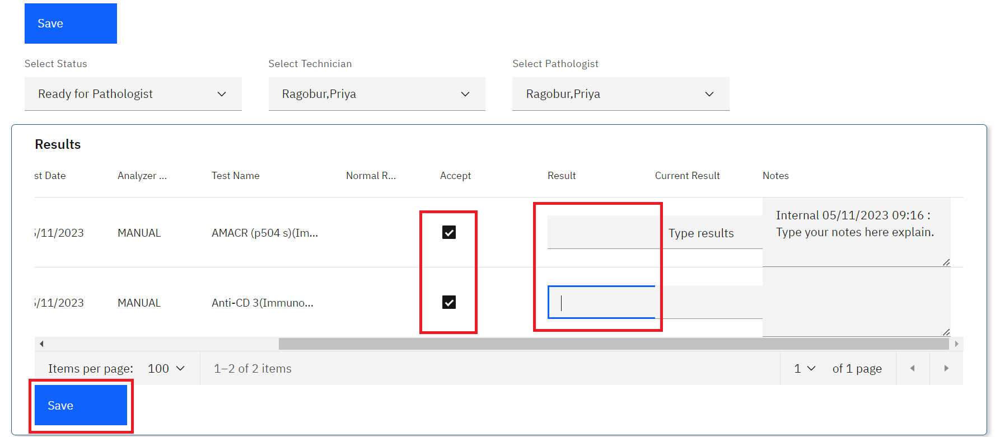 Save
Select Status
Select Technician
Select Pathologist
Ready for Pathologist
Ragobur,Priya
Ragobur,Priya
Results
st Date
Analyzer ...
Test Name
Normal R...
Accept
Result
Current Result
Notes
5/11/2023
MANUAL
AMACR (p504 s)(Im...
Type results
Internal 05/11/2023 09:16 :
Type your notes here explain.
5/11/2023
MANUAL
Anti-CD 3(Immuno...
Items per page:
100
1–2 of 2 items
1
of 1 page
Save